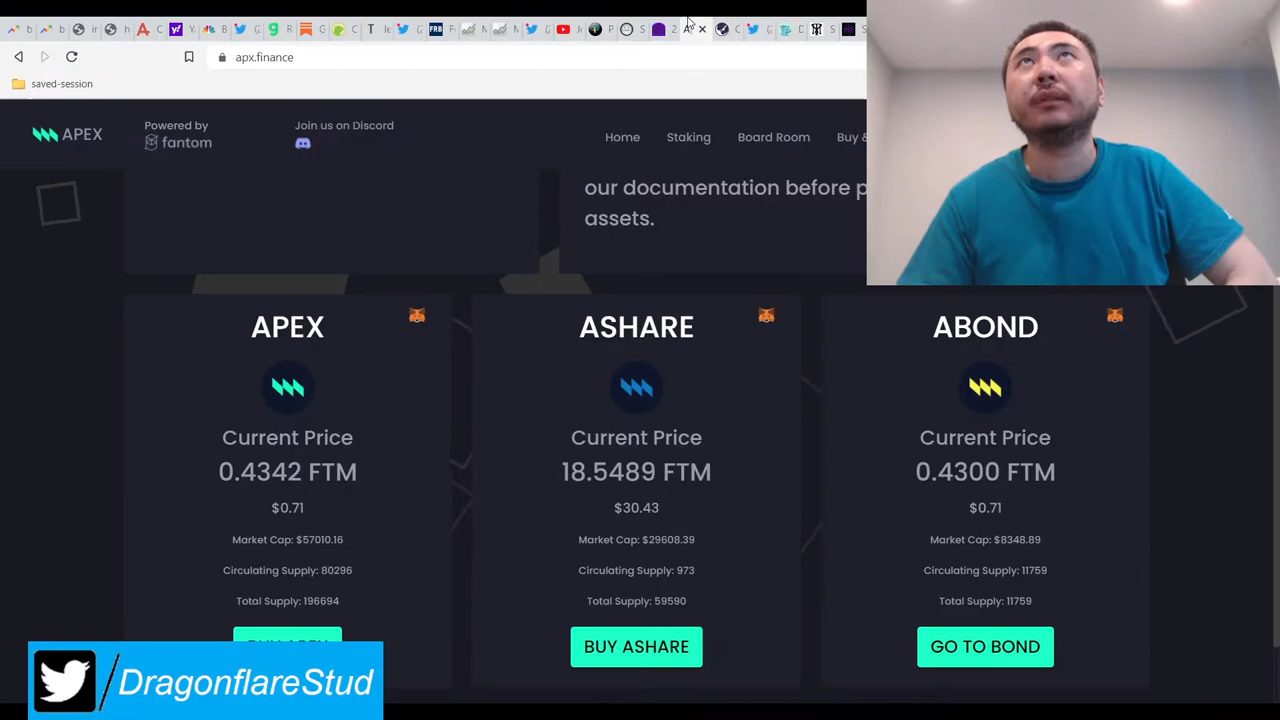 apx.finance
saved-session
APEX
Powered by
fantom
Join us on Discord
Home
Staking
Board Room
Buy &
our documentation before p
assets.
APEX
Current Price
0.4342 FTM
$0.71
Market Cap: $57010.16
Circulating Supply: 80296
Total Supply: 196694
ASHARE
Current Price
18.5489 FTM
$30.43
Market Cap: $29608.39
Circulating Supply: 973
Total Supply: 59590
BUY ASHARE
ABOND
Current Price
0.4300 FTM
$0.71
Market Cap: $8348.89
Circulating Supply: 11759
Total Supply: 11759
GO TO BOND
DragonflareStud